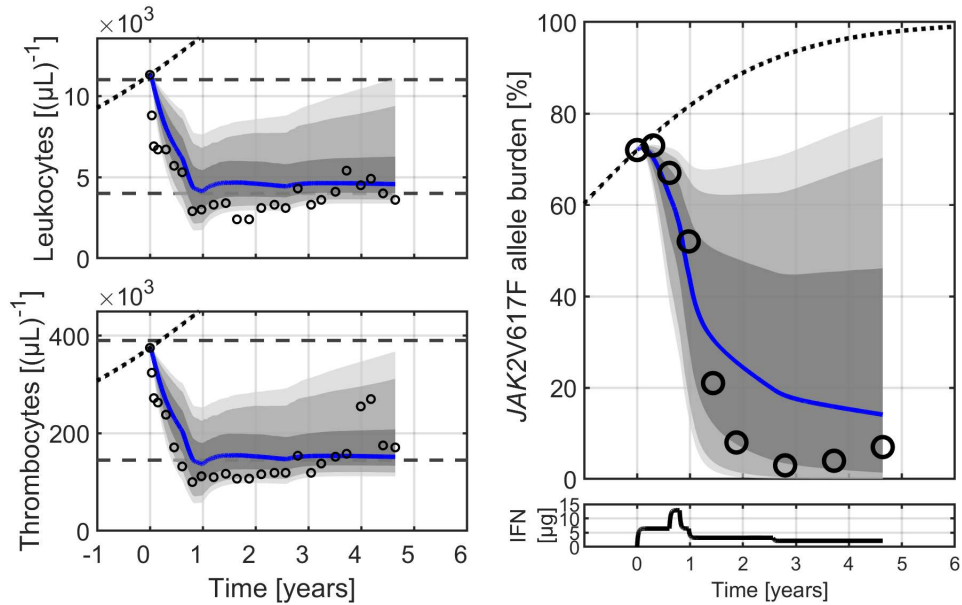 ×10³
Leukocytes [(µL)⁻¹]
10
5
0
×10³
Thrombocytes [(µL)⁻¹]
400
200
0
-1 0 1 2 3 4 5 6
Time [years]
JAK2V617F allele burden [%]
100
80
60
40
20
0
IFN
[µg]
15
10
5
0
0 1 2 3 4 5 6
Time [years]